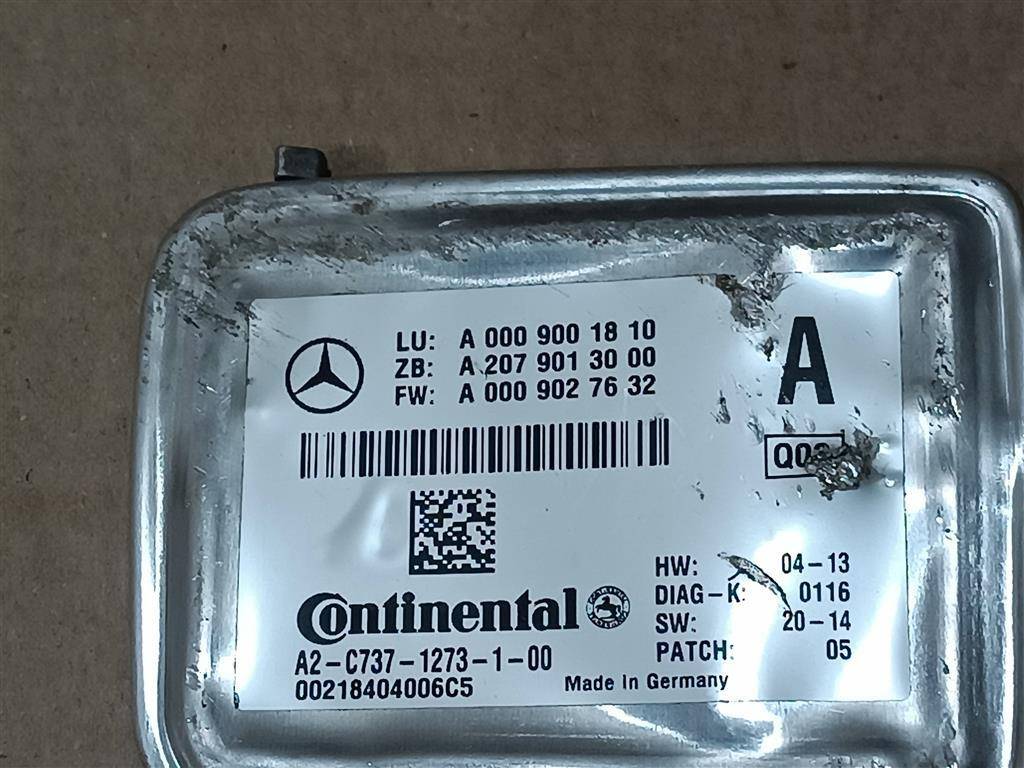 LU: A 000 900 18 10
ZB: A 207 901 30 00
FW: A 000 902 76 32
A
HW: 04-13
DIAG-K: 0116
SW: 20-14
PATCH: 05
Continental
A2-C737-1273-1-00
00218404006C5
Made in Germany